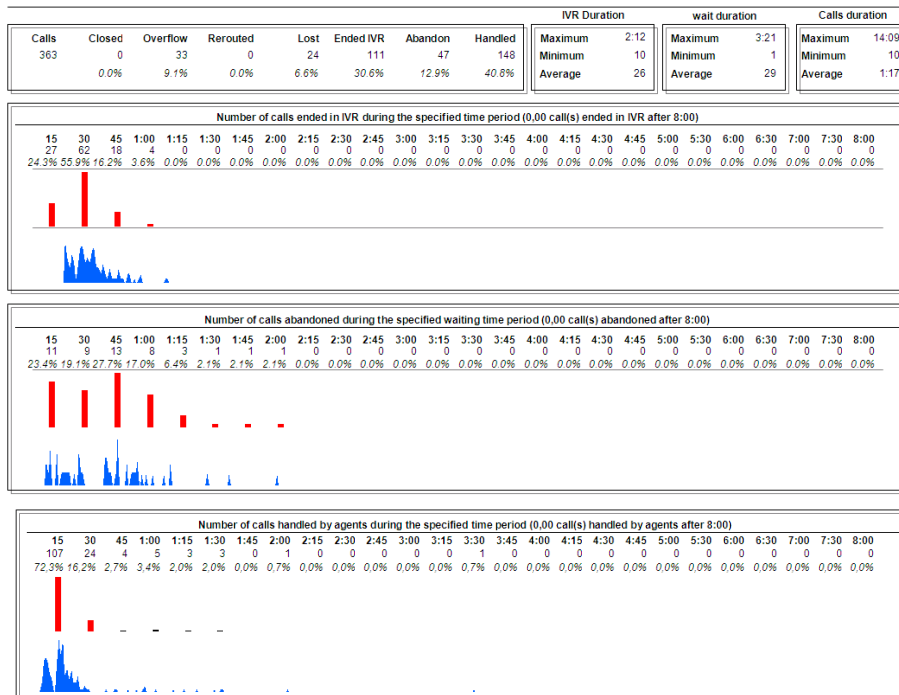 IVR Duration wait duration Calls duration
Calls Closed Overflow Rerouted Lost Ended IVR Abandon Handled Maximum 2:12 Maximum 3:21 Maximum 14:09
363 0 33 0 24 111 47 148 Minimum 10 Minimum 1 Minimum 10
0.0% 9.1% 0.0% 6.6% 30.6% 12.9% 40.8% Average 26 Average 29 Average 1:17
Number of calls ended in IVR during the specified time period (0,00 call(s) ended in IVR after 8:00)
15 30 45 1:00 1:15 1:30 1:45 2:00 2:15 2:30 2:45 3:00 3:15 3:30 3:45 4:00 4:15 4:30 4:45 5:00 5:30 6:00 6:30 7:00 7:30 8:00
27 62 18 4 0 0 0 0 0 0 0 0 0 0 0 0 0 0 0 0 0 0 0 0 0 0
24.3% 55.9% 16.2% 3.6% 0.0% 0.0% 0.0% 0.0% 0.0% 0.0% 0.0% 0.0% 0.0% 0.0% 0.0% 0.0% 0.0% 0.0% 0.0% 0.0% 0.0% 0.0% 0.0% 0.0% 0.0% 0.0%
Number of calls abandoned during the specified waiting time period (0,00 call(s) abandoned after 8:00)
15 30 45 1:00 1:15 1:30 1:45 2:00 2:15 2:30 2:45 3:00 3:15 3:30 3:45 4:00 4:15 4:30 4:45 5:00 5:30 6:00 6:30 7:00 7:30 8:00
11 9 13 8 3 1 1 1 0 0 0 0 0 0 0 0 0 0 0 0 0 0 0 0 0 0
23.4% 19.1% 27.7% 17.0% 6.4% 2.1% 2.1% 2.1% 0.0% 0.0% 0.0% 0.0% 0.0% 0.0% 0.0% 0.0% 0.0% 0.0% 0.0% 0.0% 0.0% 0.0% 0.0% 0.0% 0.0% 0.0%
Number of calls handled by agents during the specified time period (0,00 call(s) handled by agents after 8:00)
15 30 45 1:00 1:15 1:30 1:45 2:00 2:15 2:30 2:45 3:00 3:15 3:30 3:45 4:00 4:15 4:30 4:45 5:00 5:30 6:00 6:30 7:00 7:30 8:00
107 24 4 5 3 3 0 1 0 0 0 0 0 1 0 0 0 0 0 0 0 0 0 0 0 0
72,3% 16,2% 2,7% 3,4% 2,0% 2,0% 0,0% 0,7% 0,0% 0,0% 0,0% 0,0% 0,0% 0,7% 0,0% 0,0% 0,0% 0,0% 0,0% 0,0% 0,0% 0,0% 0,0% 0,0% 0,0% 0,0%